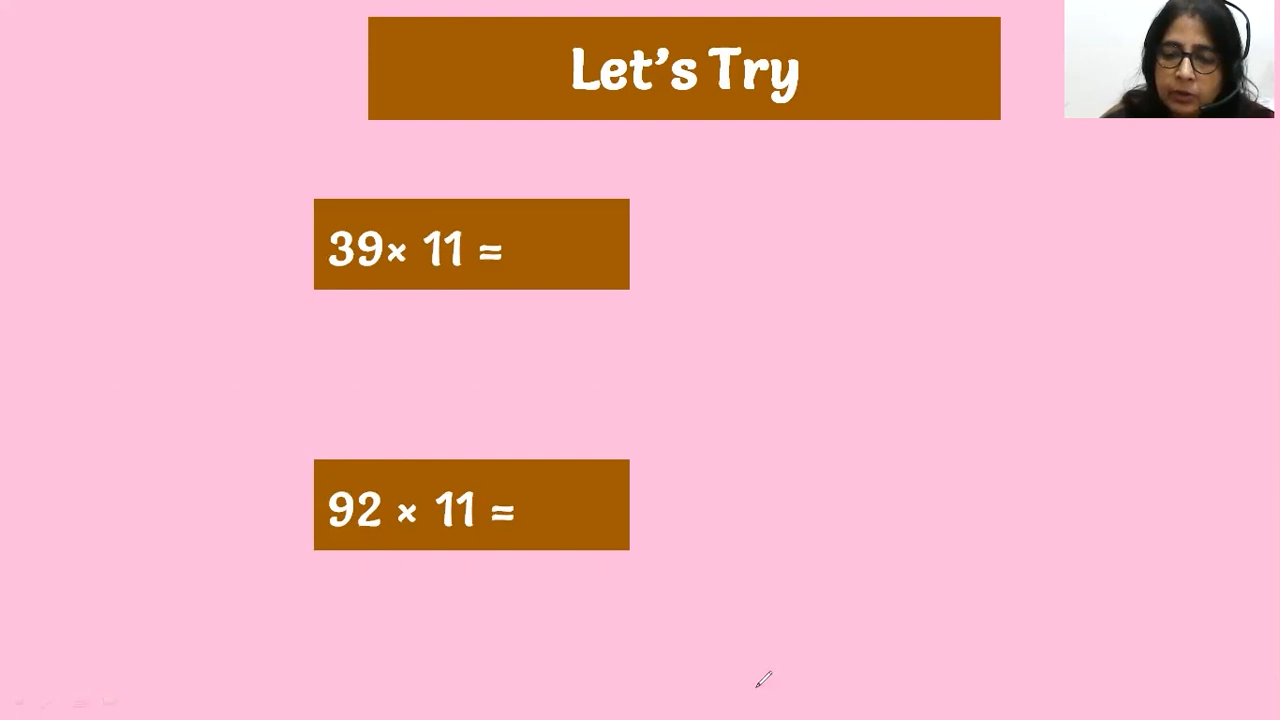 Let's Try
39× 11 =
92 × 11 =